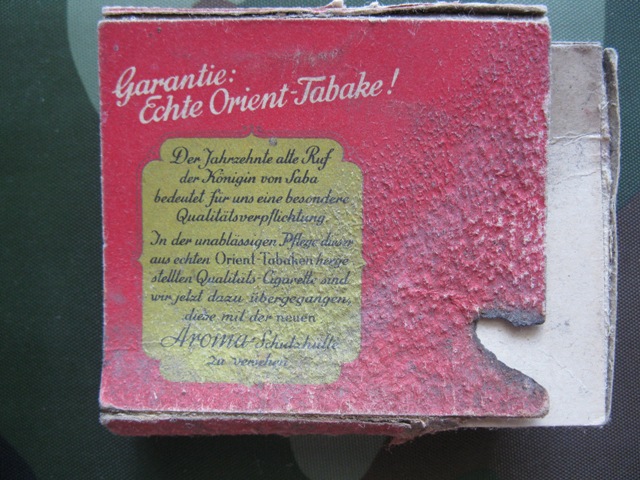 Garantie:
Echte Orient-Tabake!
Der Jahrzehnte alte Ruf
der Königin von Saba
bedeutet für uns eine besondere
Qualitätsverpflichtung.
In der unablässigen Pflege dieser
aus echten Orient-Tabaken herge-
stellten Qualitäts-Cigarette sind
wir jetzt dazu übergegangen,
diese mit der neuen
Aroma-Schutzhülle
zu versehen